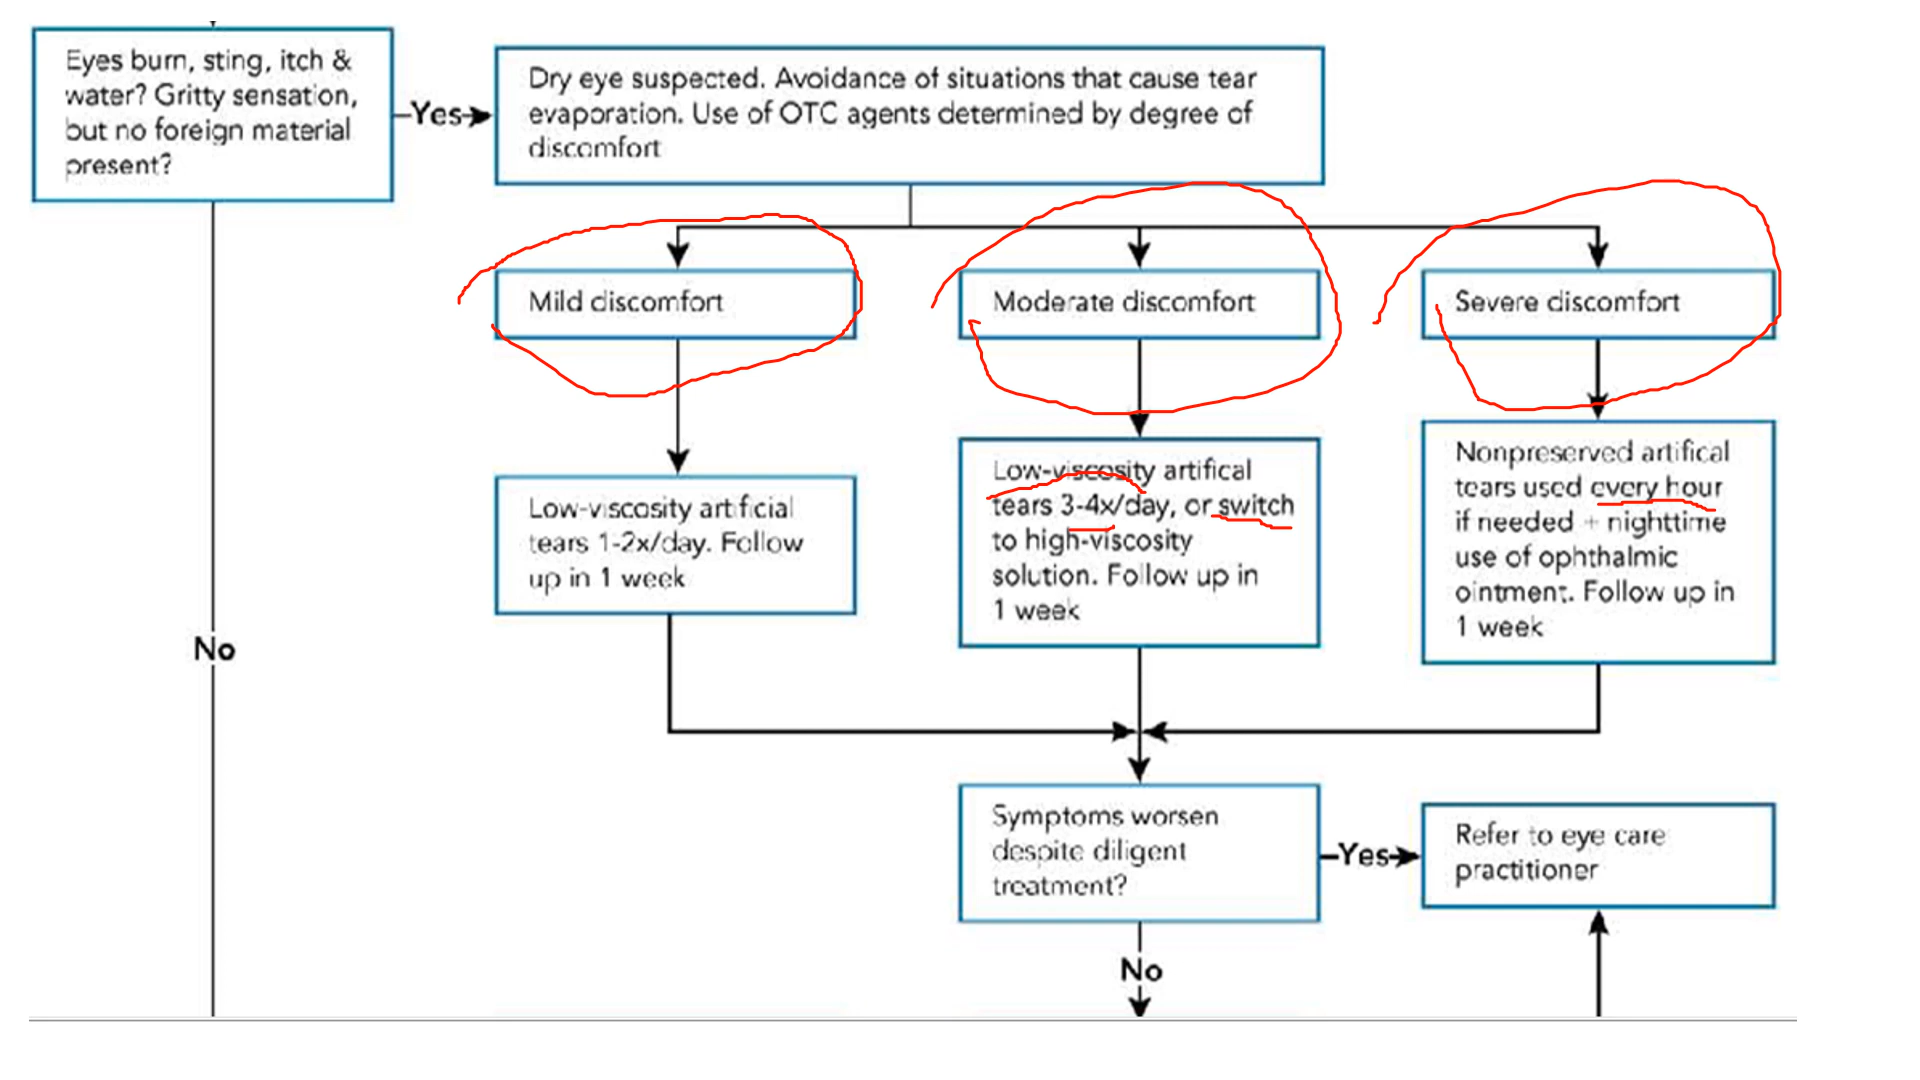 Eyes burn, sting, itch &
water? Gritty sensation,
but no foreign material
present?
Yes
Dry eye suspected. Avoidance of situations that cause tear
evaporation. Use of OTC agents determined by degree of
discomfort
Mild discomfort
Moderate discomfort
Severe discomfort
Low-viscosity artificial
tears 1-2x/day. Follow
up in 1 week
Low-viscosity artifical
tears 3-4x/day, or switch
to high-viscosity
solution. Follow up in
1 week
Nonpreserved artifical
tears used every hour
if needed + nighttime
use of ophthalmic
ointment. Follow up in
1 week
No
Symptoms worsen
despite diligent
treatment?
Yes
Refer to eye care
practitioner
No